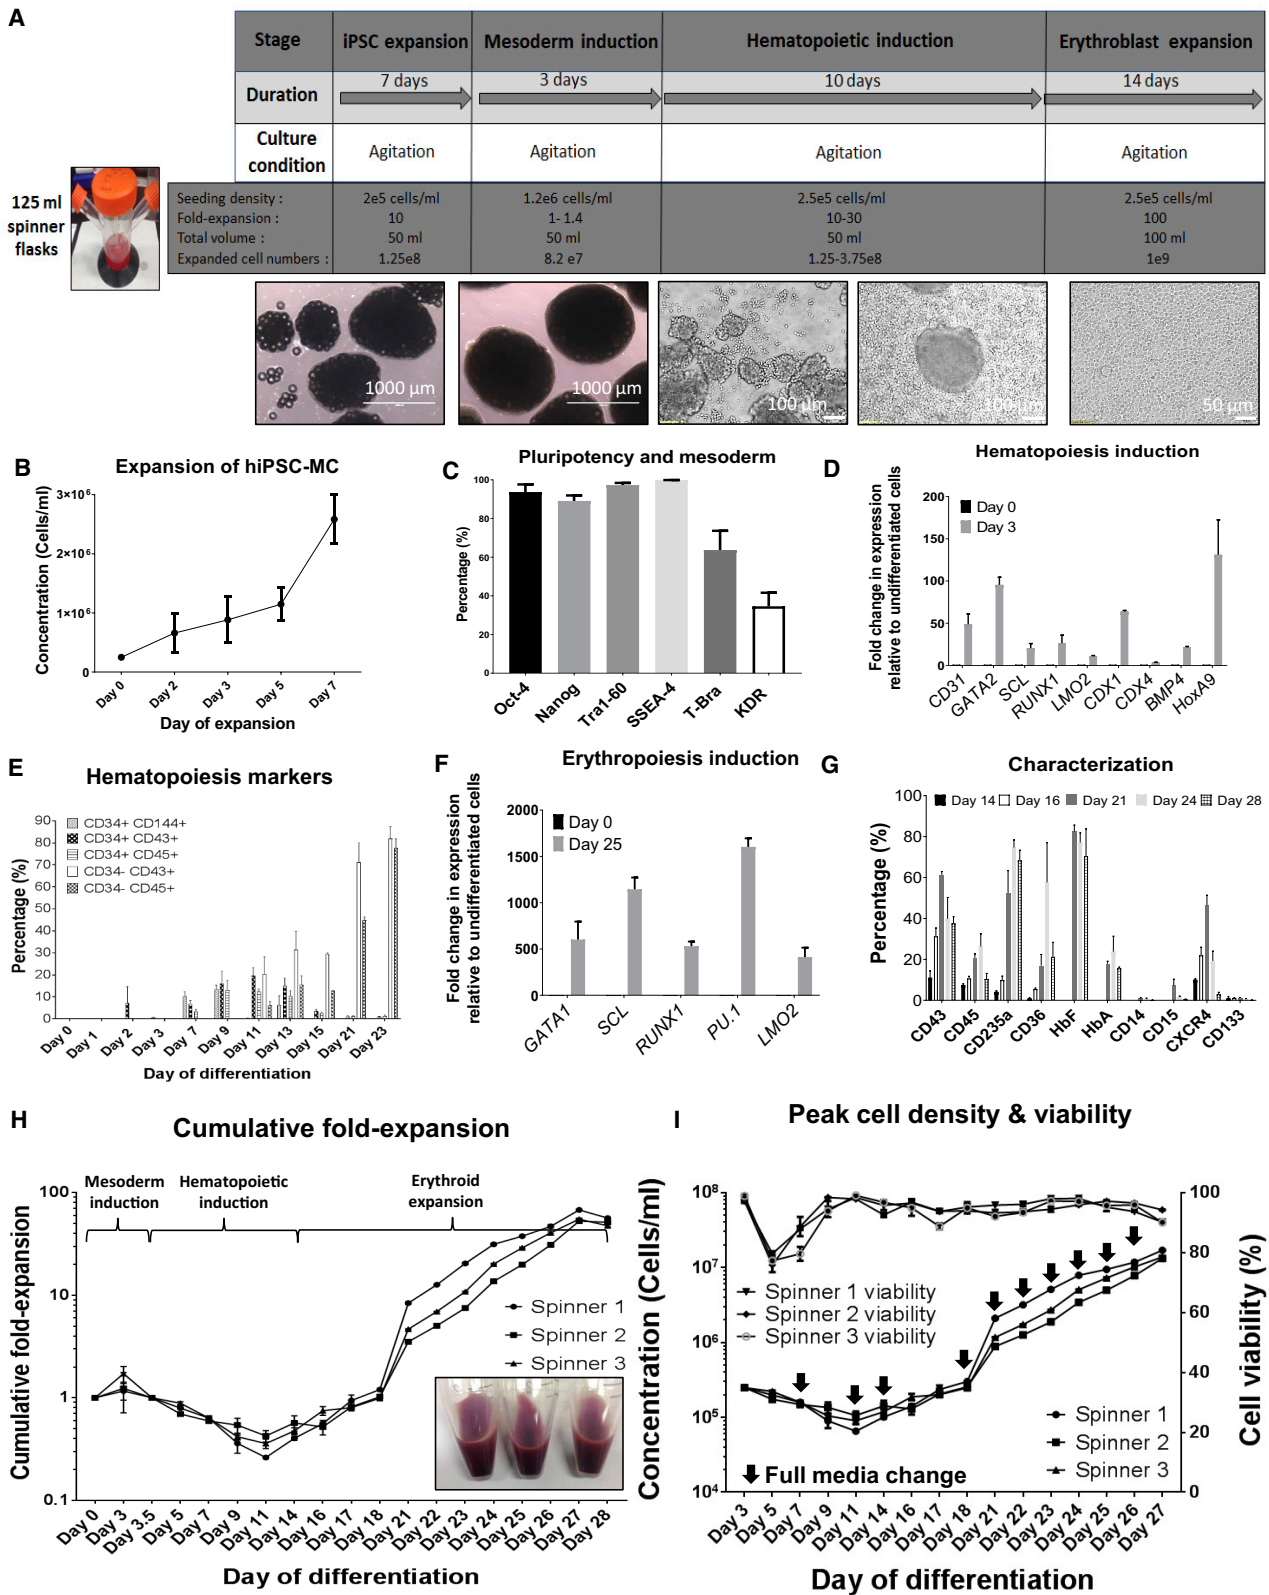 A
Stage iPSC expansion Mesoderm induction Hematopoietic induction Erythroblast expansion
Duration 7 days 3 days 10 days 14 days
Culture condition Agitation Agitation Agitation Agitation
125 ml
spinner
flasks
Seeding density : 2e5 cells/ml 1.2e6 cells/ml 2.5e5 cells/ml 2.5e5 cells/ml
Fold-expansion : 10 1- 1.4 10-30 100
Total volume : 50 ml 50 ml 50 ml 100 ml
Expanded cell numbers : 1.25e8 8.2 e7 1.25-3.75e8 1e9
1000 µm 1000 µm 100 µm 100 µm 50 µm
B
Expansion of hiPSC-MC
Concentration (Cells/ml)
3×10⁶
2×10⁶
1×10⁶
0
Day 0 Day 2 Day 3 Day 5 Day 7
Day of expansion
C
Pluripotency and mesoderm
Percentage (%)
100
80
60
40
20
0
Oct-4 Nanog Tra1-60 SSEA-4 T-Bra KDR
D
Hematopoiesis induction
Fold change in expression
relative to undifferentiated cells
200
150
100
50
0
Day 0
Day 3
CD31 GATA2 SCL RUNX1 LMO2 CDX1 CDX4 BMP4 HoxA9
E
Hematopoiesis markers
Percentage (%)
90
80
70
60
50
40
30
20
10
0
CD34+ CD144+
CD34+ CD43+
CD34+ CD45+
CD34- CD43+
CD34- CD45+
Day 0 Day 1 Day 2 Day 3 Day 7 Day 9 Day 11 Day 13 Day 15 Day 21 Day 23
Day of differentiation
F
Erythropoiesis induction
Fold change in expression
relative to undifferentiated cells
2000
1500
1000
500
0
Day 0
Day 25
GATA1 SCL RUNX1 PU.1 LMO2
G
Characterization
Percentage (%)
100
80
60
40
20
0
Day 14 Day 16 Day 21 Day 24 Day 28
CD43 CD45 CD235a CD36 HbF HbA CD14 CD15 CXCR4 CD133
H
Cumulative fold-expansion
Mesoderm induction
Hematopoietic induction
Erythroid expansion
Cumulative fold-expansion
100
10
1
0.1
Spinner 1
Spinner 2
Spinner 3
Day 0 Day 3 Day 3.5 Day 5 Day 7 Day 9 Day 11 Day 14 Day 16 Day 17 Day 18 Day 21 Day 22 Day 23 Day 24 Day 25 Day 26 Day 27 Day 28
Day of differentiation
I
Peak cell density & viability
Concentration (Cells/ml)
10⁸
10⁷
10⁶
10⁵
10⁴
Spinner 1 viability
Spinner 2 viability
Spinner 3 viability
Spinner 1
Spinner 2
Spinner 3
Full media change
100
80
60
40
20
0
Cell viability (%)
Day 3 Day 5 Day 7 Day 9 Day 11 Day 14 Day 16 Day 17 Day 18 Day 21 Day 22 Day 23 Day 24 Day 25 Day 26 Day 27
Day of differentiation